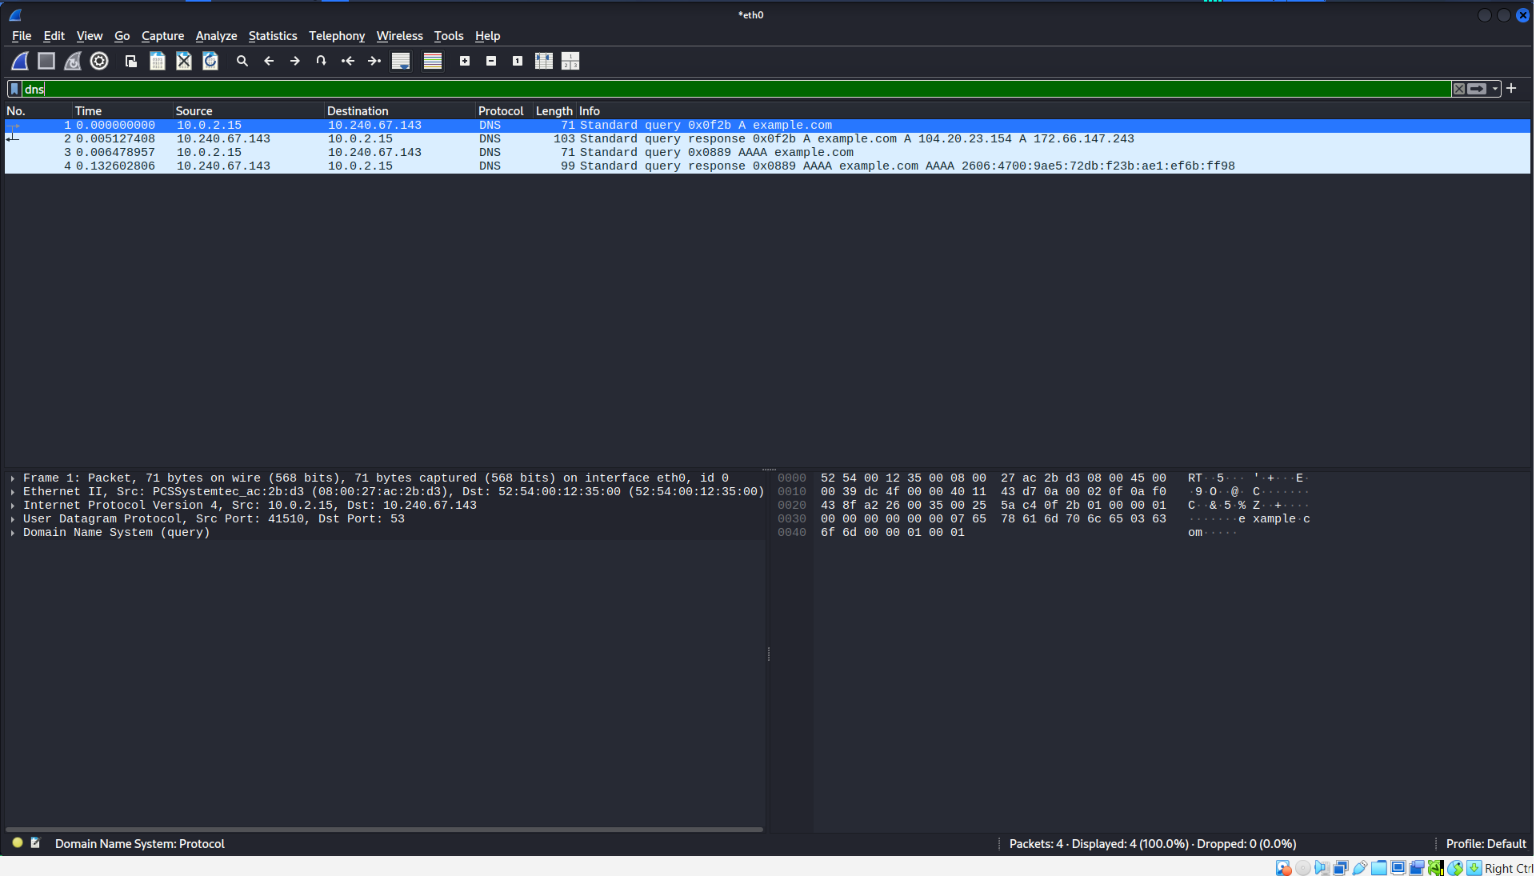 *eth0
File Edit View Go Capture Analyze Statistics Telephony Wireless Tools Help
dns
No. Time Source Destination Protocol Length Info
1 0.000000000 10.0.2.15 10.240.67.143 DNS 71 Standard query 0x0f2b A example.com
2 0.005127408 10.240.67.143 10.0.2.15 DNS 103 Standard query response 0x0f2b A example.com A 104.20.23.154 A 172.66.147.243
3 0.006478957 10.0.2.15 10.240.67.143 DNS 71 Standard query 0x0889 AAAA example.com
4 0.132602806 10.240.67.143 10.0.2.15 DNS 99 Standard query response 0x0889 AAAA example.com AAAA 2606:4700:9ae5:72db:f23b:ae1:ef6b:ff98
Frame 1: Packet, 71 bytes on wire (568 bits), 71 bytes captured (568 bits) on interface eth0, id 0
Ethernet II, Src: PCSSystemtec_ac:2b:d3 (08:00:27:ac:2b:d3), Dst: 52:54:00:12:35:00 (52:54:00:12:35:00)
Internet Protocol Version 4, Src: 10.0.2.15, Dst: 10.240.67.143
User Datagram Protocol, Src Port: 41510, Dst Port: 53
Domain Name System (query)
0000 52 54 00 12 35 00 08 00 27 ac 2b d3 08 00 45 00 RT··5···'·+···E·
0010 00 39 dc 4f 00 00 40 11 43 d7 0a 00 02 0f 0a f0 ·9·O··@·C·······
0020 43 8f a2 26 00 35 00 25 5a c4 0f 2b 01 00 00 01 C··&·5·%Z··+····
0030 00 00 00 00 00 00 07 65 78 61 6d 70 6c 65 03 63 ·······e xample·c
0040 6f 6d 00 00 01 00 01 om·····
Domain Name System: Protocol
Packets: 4 · Displayed: 4 (100.0%) · Dropped: 0 (0.0%)
Profile: Default
Right Ctrl